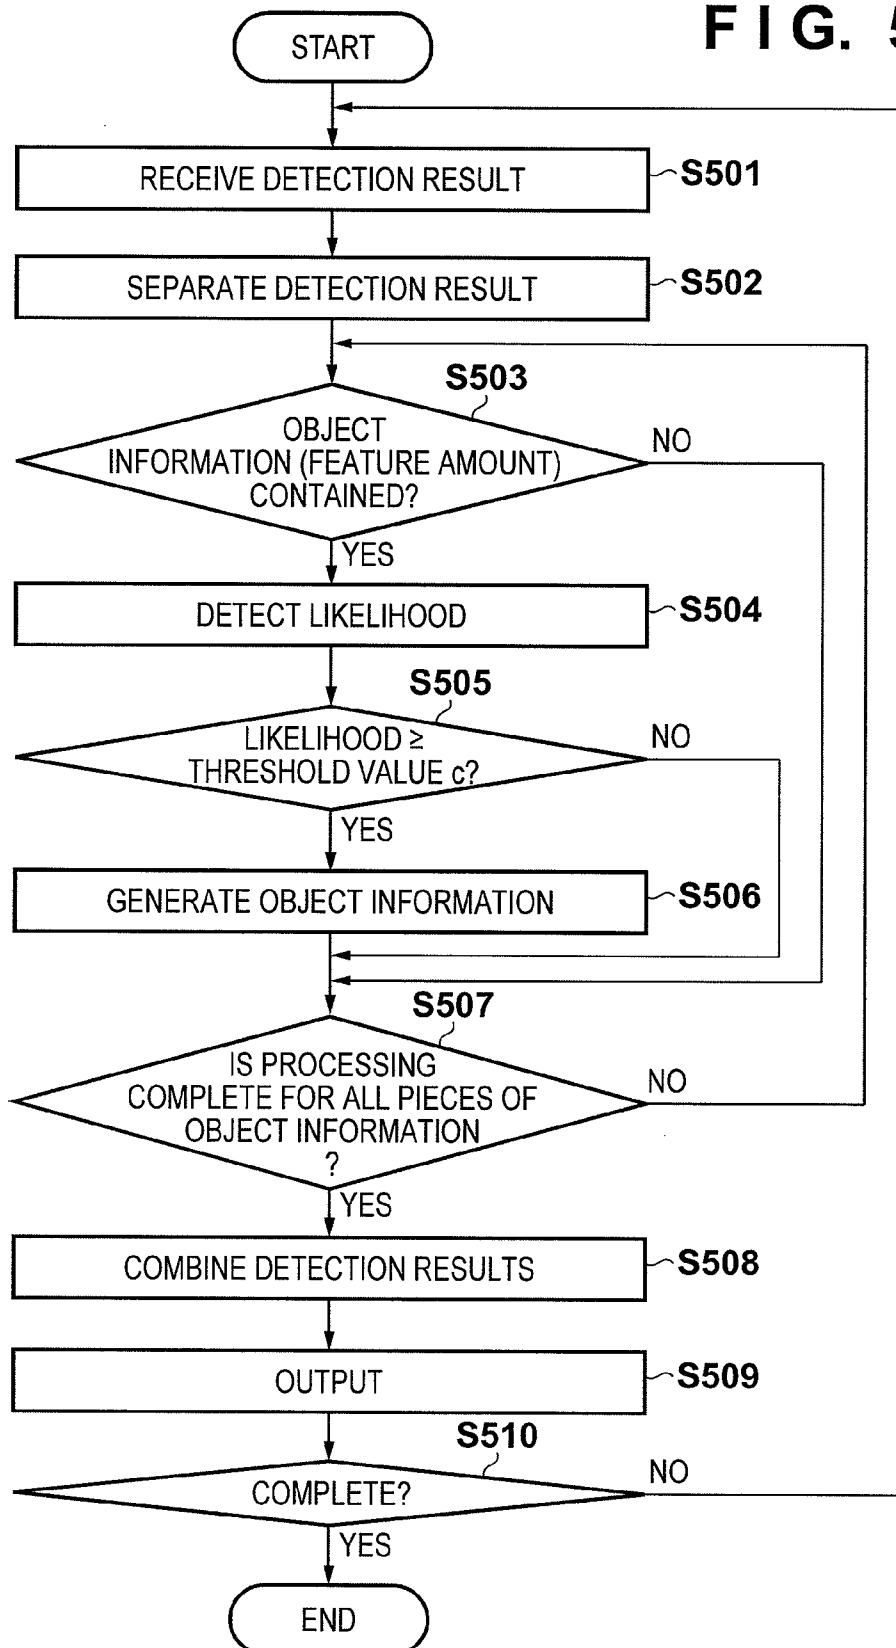 FIG. 5
START
RECEIVE DETECTION RESULT
S501
SEPARATE DETECTION RESULT
S502
S503
OBJECT
INFORMATION (FEATURE AMOUNT)
CONTAINED?
NO
YES
DETECT LIKELIHOOD
S504
S505
LIKELIHOOD ≥
THRESHOLD VALUE c?
NO
YES
GENERATE OBJECT INFORMATION
S506
S507
IS PROCESSING
COMPLETE FOR ALL PIECES OF
OBJECT INFORMATION
?
NO
YES
COMBINE DETECTION RESULTS
S508
OUTPUT
S509
S510
COMPLETE?
NO
YES
END